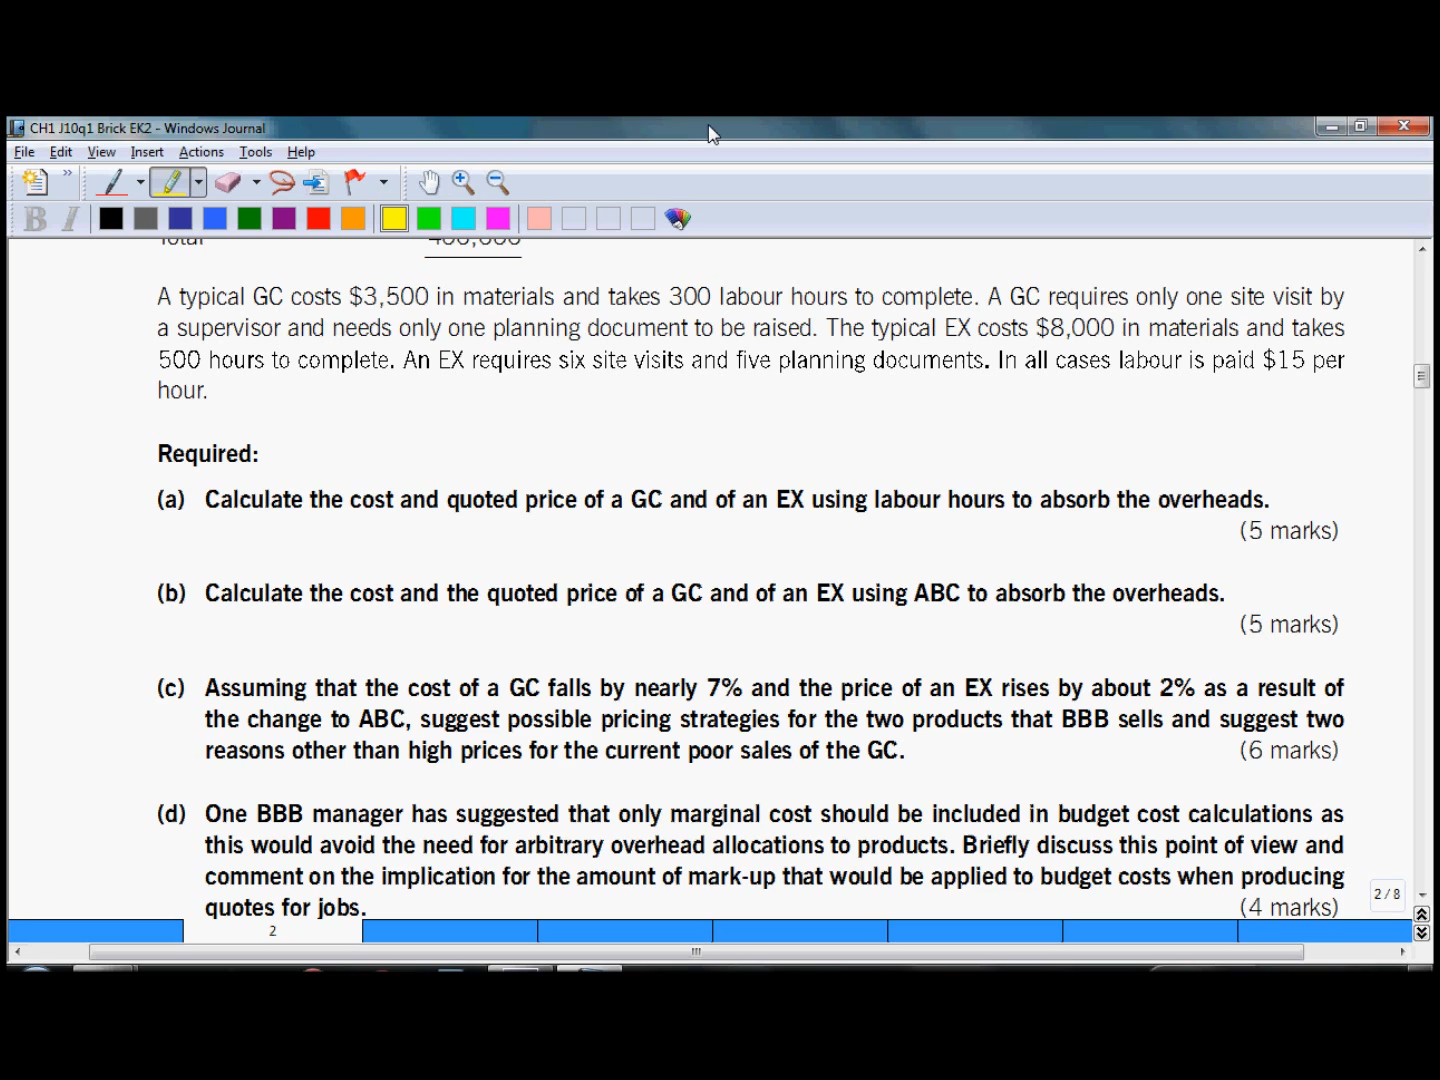 CH1 J10q1 Brick EK2 - Windows Journal
File Edit View Insert Actions Tools Help
B I
A typical GC costs $3,500 in materials and takes 300 labour hours to complete. A GC requires only one site visit by
a supervisor and needs only one planning document to be raised. The typical EX costs $8,000 in materials and takes
500 hours to complete. An EX requires six site visits and five planning documents. In all cases labour is paid $15 per
hour.
Required:
(a) Calculate the cost and quoted price of a GC and of an EX using labour hours to absorb the overheads.
(5 marks)
(b) Calculate the cost and the quoted price of a GC and of an EX using ABC to absorb the overheads.
(5 marks)
(c) Assuming that the cost of a GC falls by nearly 7% and the price of an EX rises by about 2% as a result of
the change to ABC, suggest possible pricing strategies for the two products that BBB sells and suggest two
reasons other than high prices for the current poor sales of the GC. (6 marks)
(d) One BBB manager has suggested that only marginal cost should be included in budget cost calculations as
this would avoid the need for arbitrary overhead allocations to products. Briefly discuss this point of view and
comment on the implication for the amount of mark-up that would be applied to budget costs when producing
quotes for jobs. (4 marks)
2 / 8
2